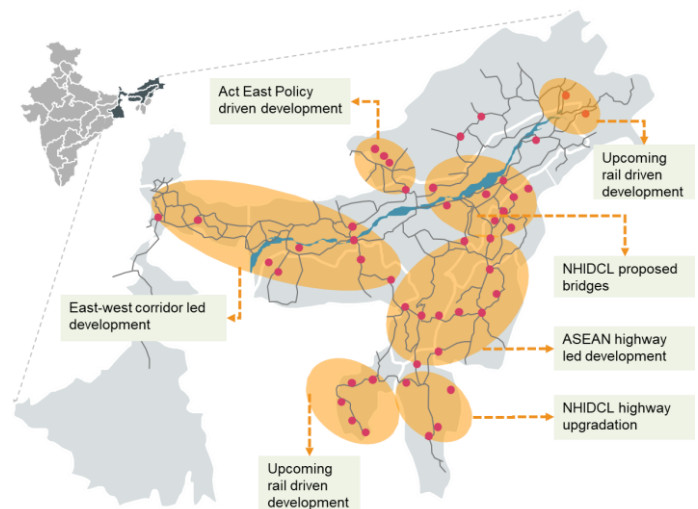 Act East Policy
driven development
Upcoming
rail driven
development
NHIDCL proposed
bridges
East-west corridor led
development
ASEAN highway
led development
NHIDCL highway
upgradation
Upcoming
rail driven
development